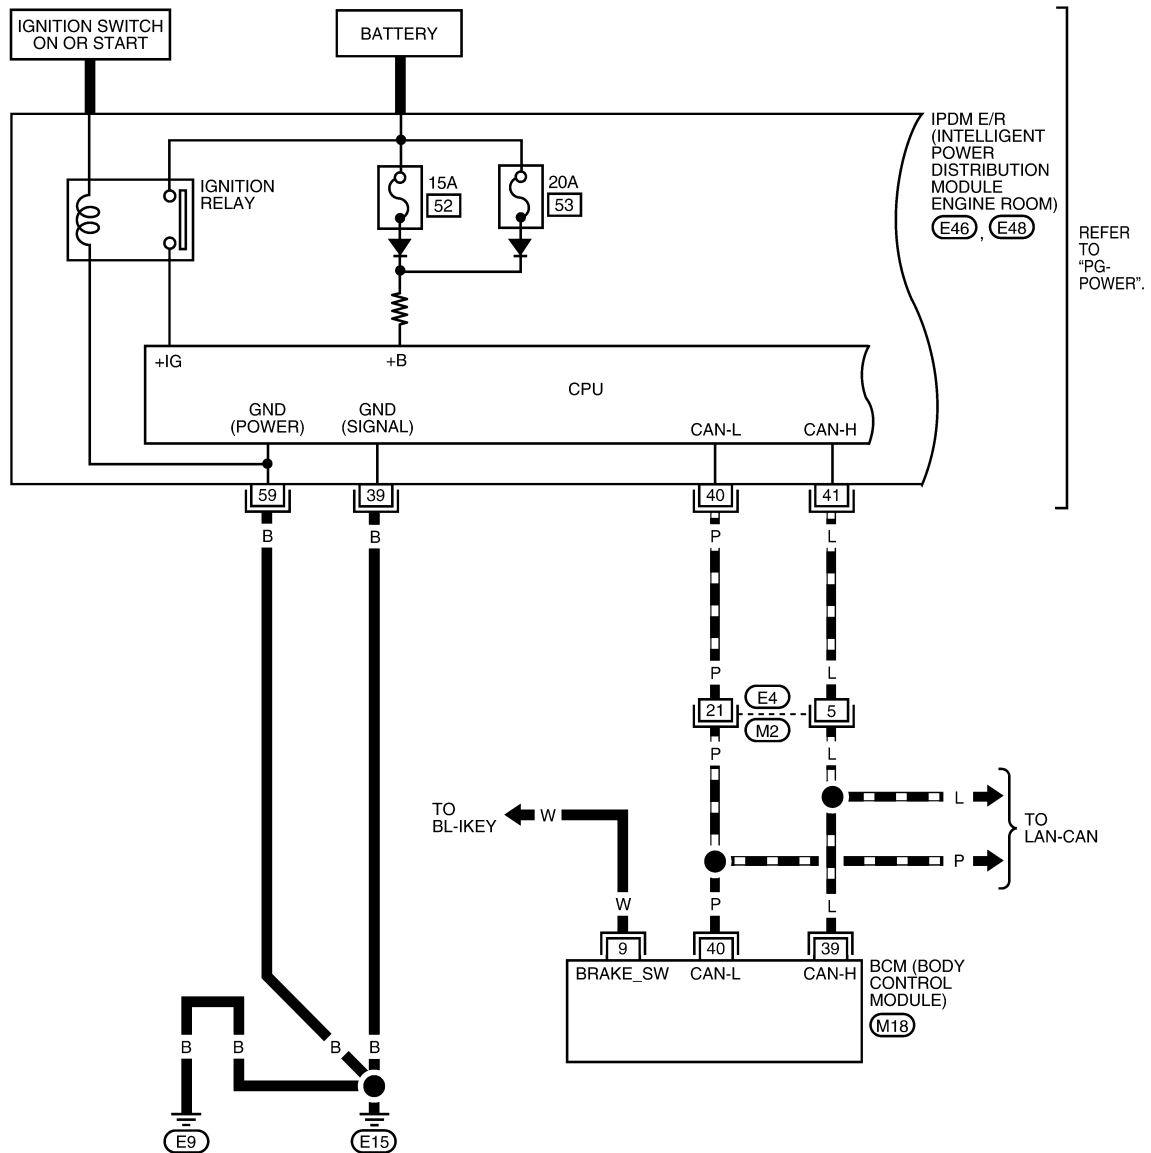 IGNITION SWITCH
ON OR START
BATTERY
IPDM E/R
(INTELLIGENT
POWER
DISTRIBUTION
MODULE
ENGINE ROOM)
E46 , E48
REFER
TO
“PG-
POWER”.
IGNITION
RELAY
15A
52
20A
53
+IG
+B
CPU
GND
(POWER)
GND
(SIGNAL)
CAN-L
CAN-H
59
39
40
41
B
B
P
L
P
L
21
E4
M2
5
P
L
L
TO
LAN-CAN
P
TO
BL-IKEY
W
W
P
L
9
40
39
BRAKE_SW
CAN-L
CAN-H
BCM (BODY
CONTROL
MODULE)
M18
B
B
B
B
E9
E15